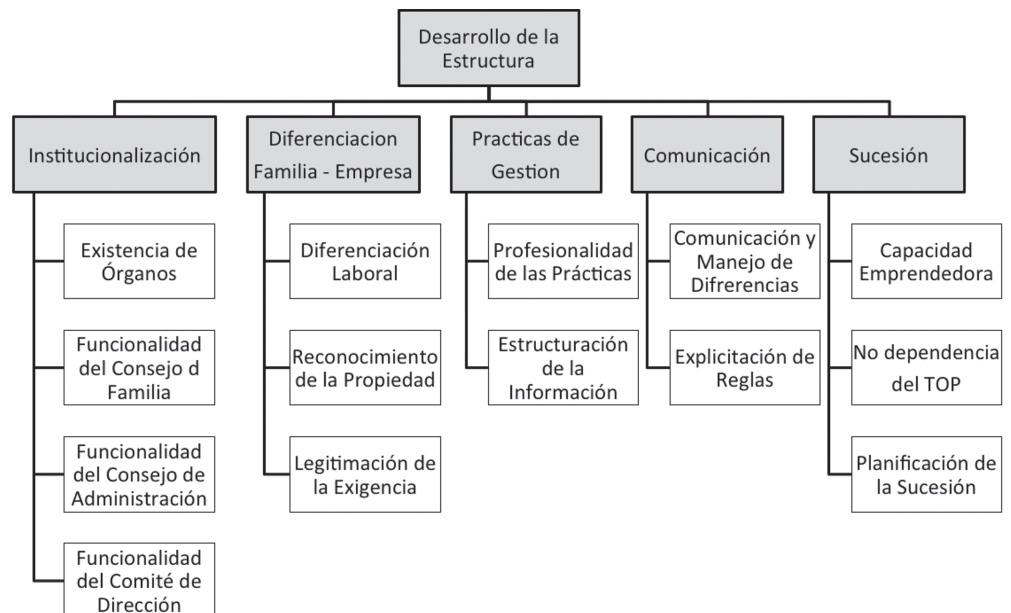 Desarrollo de la
Estructura
Institucionalización
Diferenciacion
Familia - Empresa
Practicas de
Gestion
Comunicación
Sucesión
Existencia de
Órganos
Funcionalidad
del Consejo d
Familia
Funcionalidad
del Consejo de
Administración
Funcionalidad
del Comité de
Dirección
Diferenciación
Laboral
Reconocimiento
de la Propiedad
Legitimación de
la Exigencia
Profesionalidad
de las Prácticas
Estructuración
de la
Información
Comunicación y
Manejo de
Difrerencias
Explicitación de
Reglas
Capacidad
Emprendedora
No dependencia
del TOP
Planificación de
la Sucesión